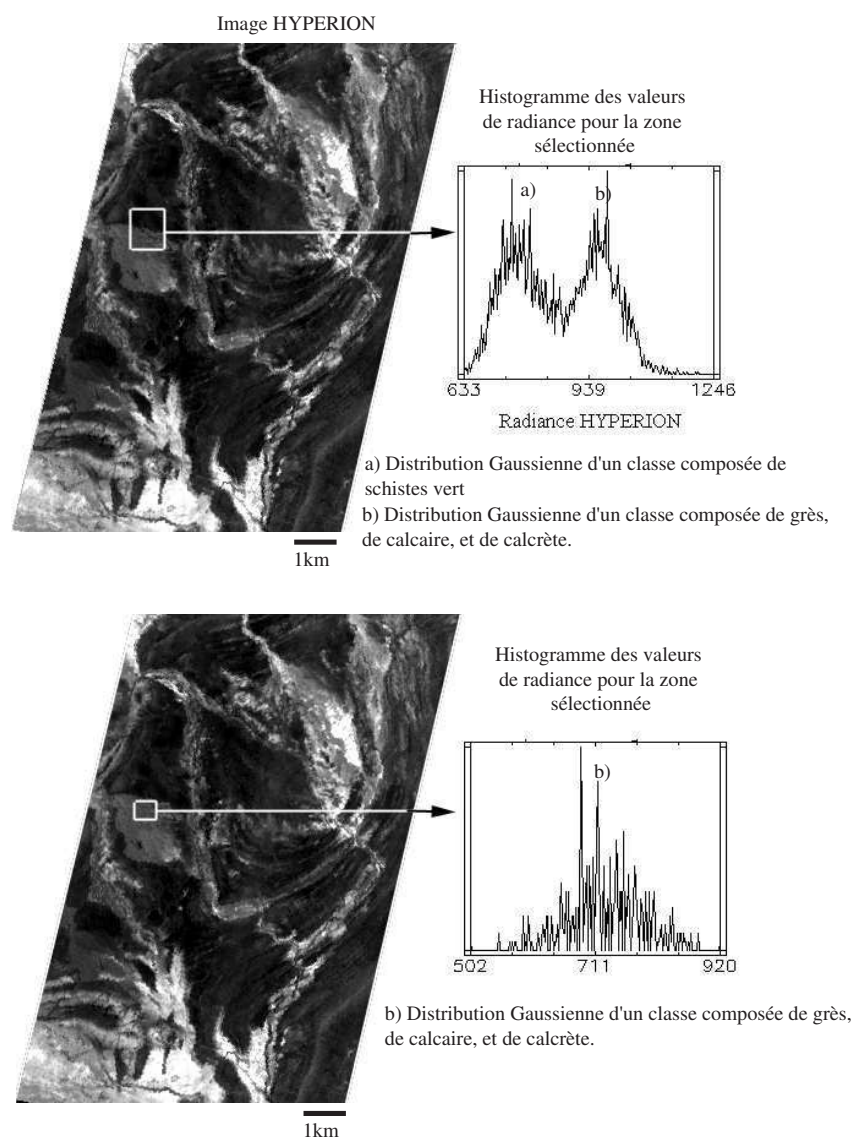 Image HYPERION
Histogramme des valeurs
de radiance pour la zone
sélectionnée
a)
b)
633
939
1246
Radiance HYPERION
a) Distribution Gaussienne d'un classe composée de
schistes vert
b) Distribution Gaussienne d'un classe composée de grès,
de calcaire, et de calcrète.
1km
Histogramme des valeurs
de radiance pour la zone
sélectionnée
b)
502
711
920
b) Distribution Gaussienne d'un classe composée de grès,
de calcaire, et de calcrète.
1km